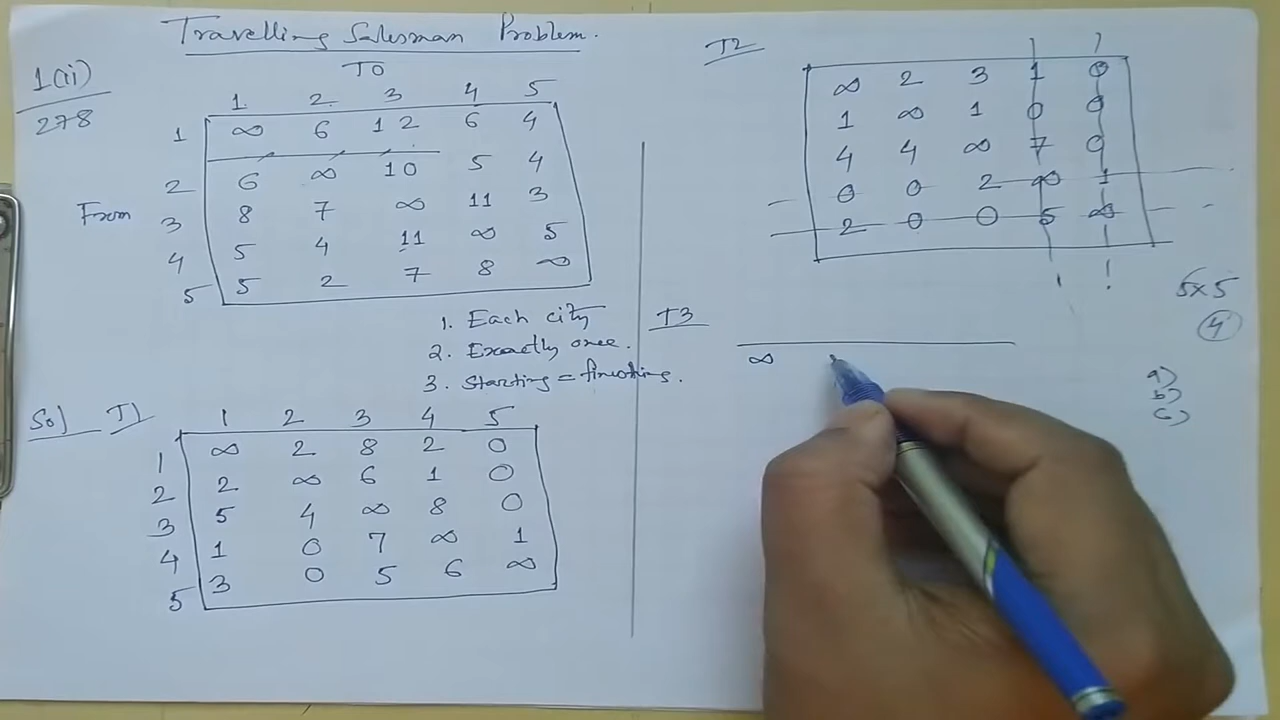 Travelling Salesman Problem.
1(ii)
278
TO
1. 2. 3 4 5
1 ∞ 6 12 6 4
2 6 ∞ 10 5 4
From
3 8 7 ∞ 11 3
4 5 4 11 ∞ 5
5 5 2 7 8 ∞
1. Each city
2. Exactly once.
3. Starting = finishing.
Sol T1
1 2 3 4 5
1 ∞ 2 8 2 0
2 2 ∞ 6 1 0
3 5 4 ∞ 8 0
4 1 0 7 ∞ 1
5 3 0 5 6 ∞
T2
∞ 2 3 1 0
1 ∞ 1 0 0
4 4 ∞ 7 0
0 0 2 ∞ 1
2 0 0 5 ∞
5×5
4
T3
∞
a)
b)
c)